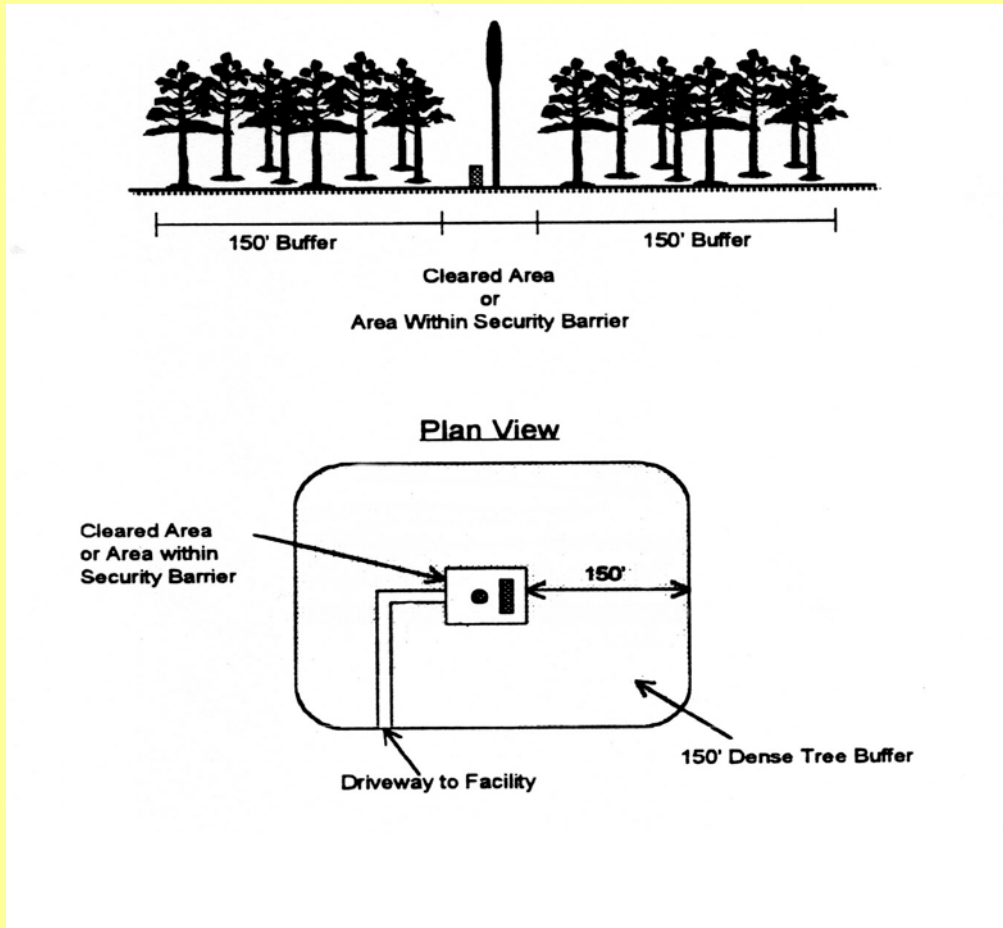 150' Buffer
150' Buffer
Cleared Area
or
Area Within Security Barrier
Plan View
Cleared Area
or Area within
Security Barrier
150'
150' Dense Tree Buffer
Driveway to Facility